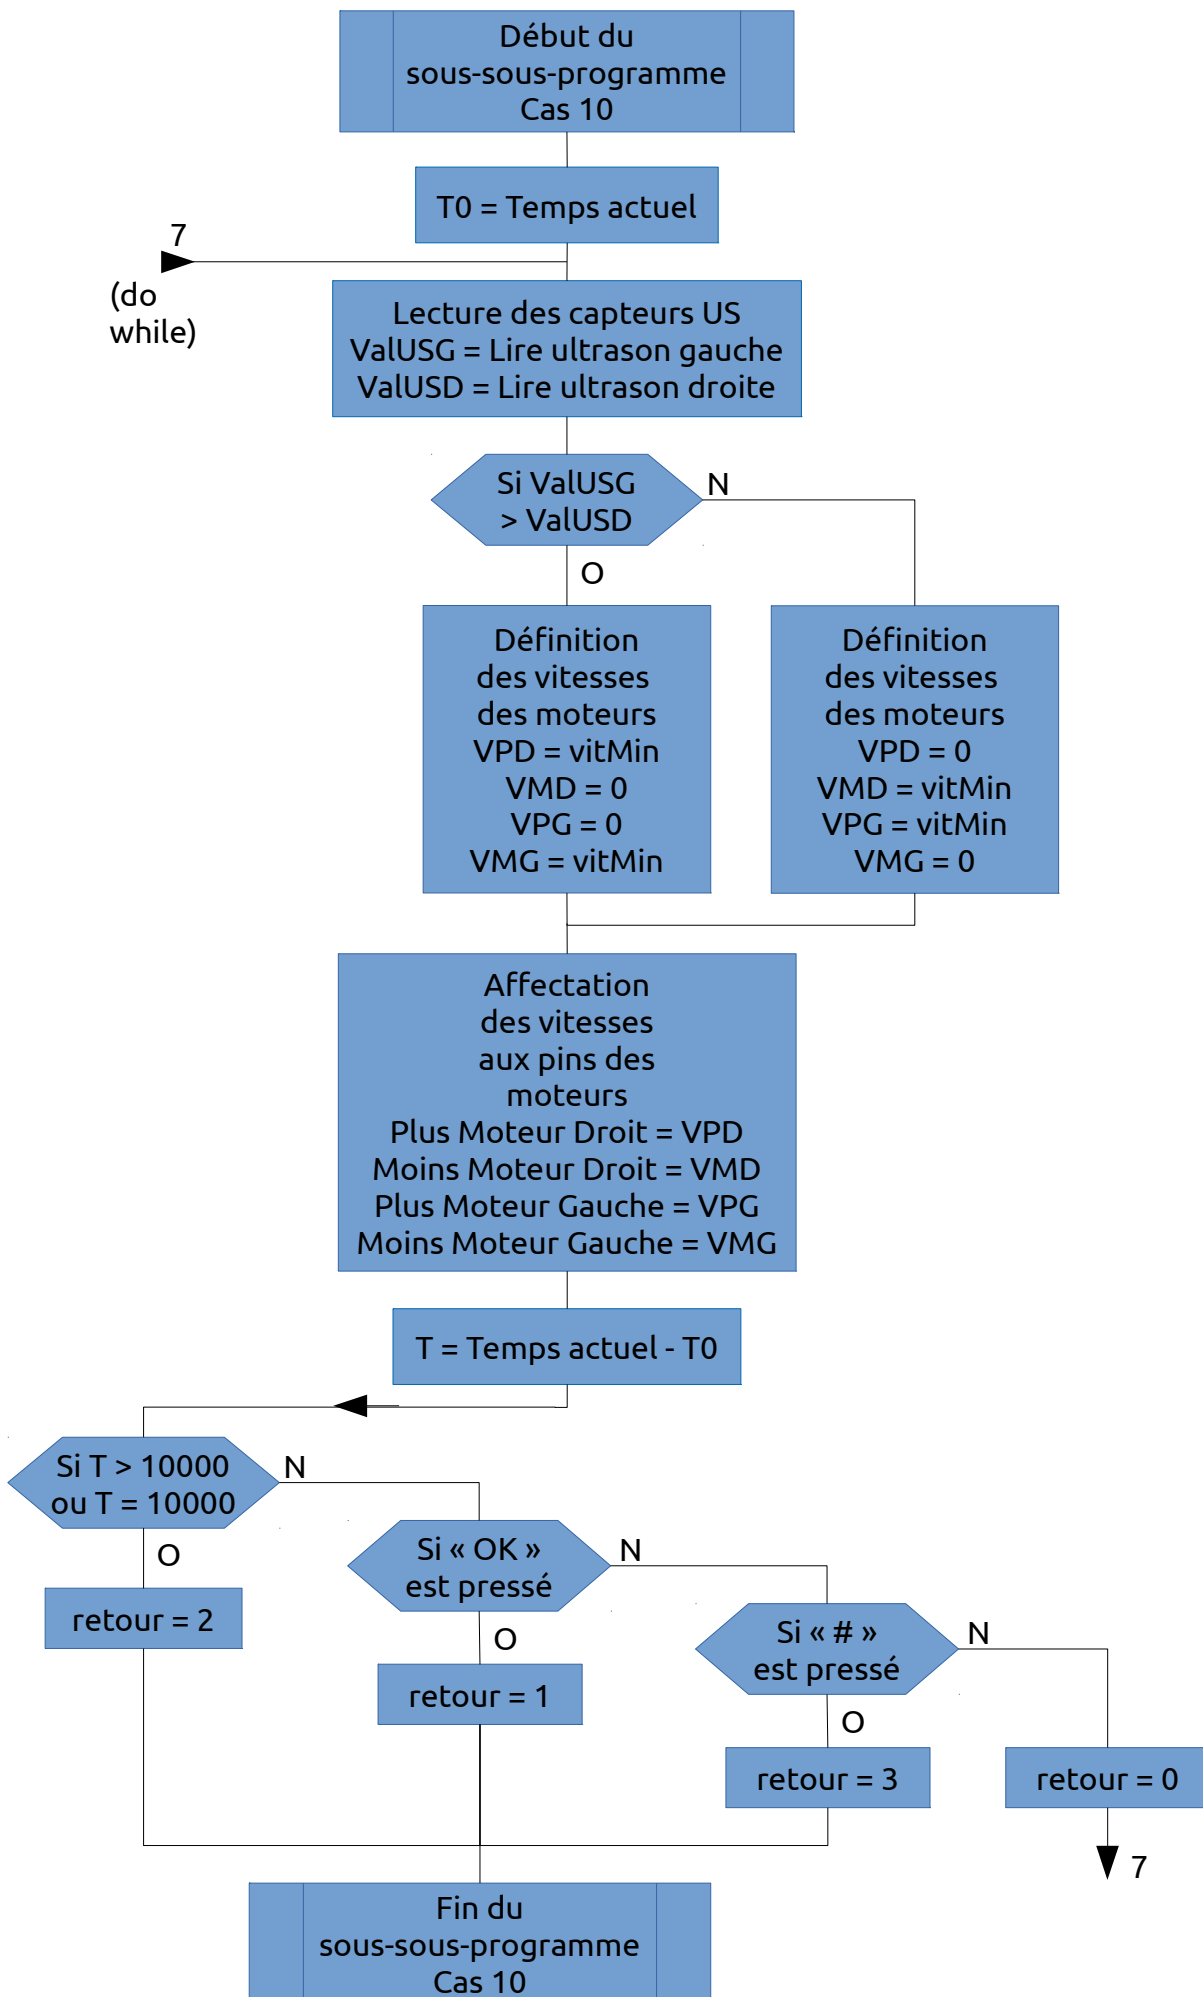 Début du
sous-sous-programme
Cas 10
T0 = Temps actuel
7
(do
while)
Lecture des capteurs US
ValUSG = Lire ultrason gauche
ValUSD = Lire ultrason droite
Si ValUSG
> ValUSD
N
O
Définition
des vitesses
des moteurs
VPD = vitMin
VMD = 0
VPG = 0
VMG = vitMin
Définition
des vitesses
des moteurs
VPD = 0
VMD = vitMin
VPG = vitMin
VMG = 0
Affectation
des vitesses
aux pins des
moteurs
Plus Moteur Droit = VPD
Moins Moteur Droit = VMD
Plus Moteur Gauche = VPG
Moins Moteur Gauche = VMG
T = Temps actuel - T0
Si T > 10000
ou T = 10000
N
O
retour = 2
Si « OK »
est pressé
N
O
retour = 1
Si « # »
est pressé
N
O
retour = 3
retour = 0
7
Fin du
sous-sous-programme
Cas 10